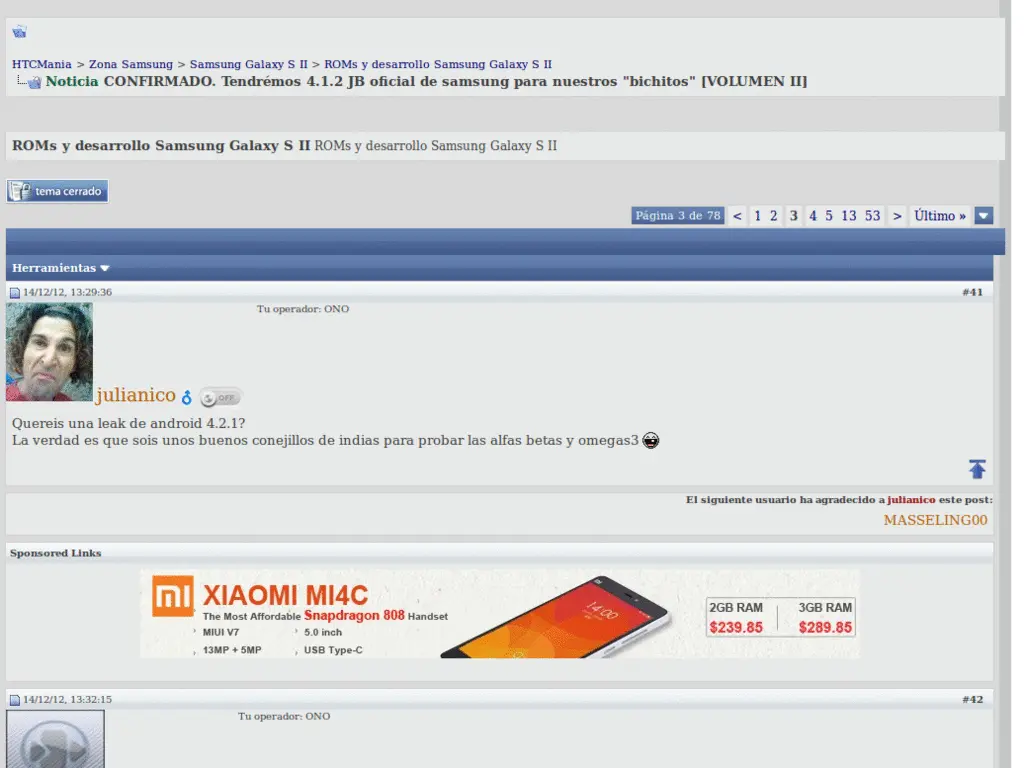 HTCMania > Zona Samsung > Samsung Galaxy S II > ROMs y desarrollo Samsung Galaxy S II
Noticia CONFIRMADO. Tendrémos 4.1.2 JB oficial de samsung para nuestros "bichitos" [VOLUMEN II]
ROMs y desarrollo Samsung Galaxy S II ROMs y desarrollo Samsung Galaxy S II
tema cerrado
Página 3 de 78 < 1 2 3 4 5 13 53 > Último »
Herramientas
14/12/12, 13:29:36 #41
Tu operador: ONO
julianico OFF
Quereis una leak de android 4.2.1?
La verdad es que sois unos buenos conejillos de indias para probar las alfas betas y omegas3
El siguiente usuario ha agradecido a julianico este post:
MASSELING00
Sponsored Links
mi XIAOMI MI4C
The Most Affordable Snapdragon 808 Handset
MIUI V7 5.0 inch
13MP + 5MP USB Type-C
14:00
2GB RAM 3GB RAM
$239.85 $289.85
14/12/12, 13:32:15 #42
Tu operador: ONO